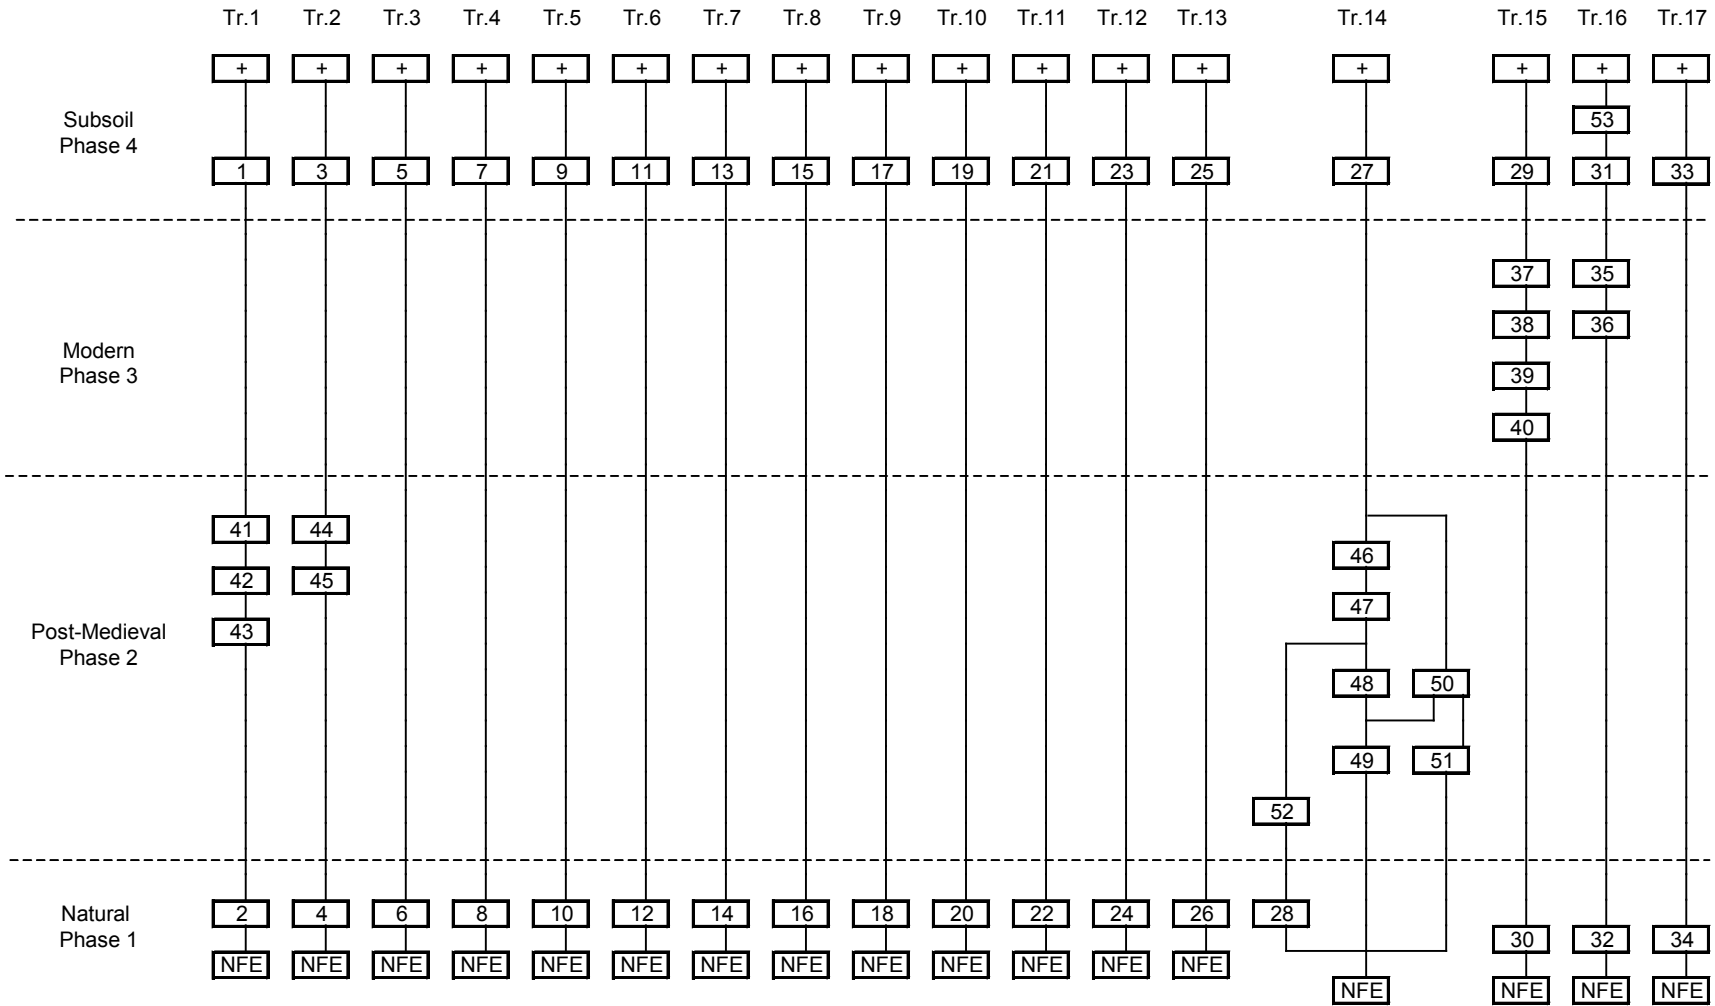 Tr.1 Tr.2 Tr.3 Tr.4 Tr.5 Tr.6 Tr.7 Tr.8 Tr.9 Tr.10 Tr.11 Tr.12 Tr.13 Tr.14 Tr.15 Tr.16 Tr.17
+ + + + + + + + + + + + + + + + +
Subsoil 53
Phase 4
1 3 5 7 9 11 13 15 17 19 21 23 25 27 29 31 33
37 35
38 36
Modern
Phase 3 39
40
41 44
46
42 45
47
Post-Medieval 43
Phase 2
48 50
49 51
52
Natural 2 4 6 8 10 12 14 16 18 20 22 24 26 28
Phase 1 30 32 34
NFE NFE NFE NFE NFE NFE NFE NFE NFE NFE NFE NFE NFE
NFE NFE NFE NFE